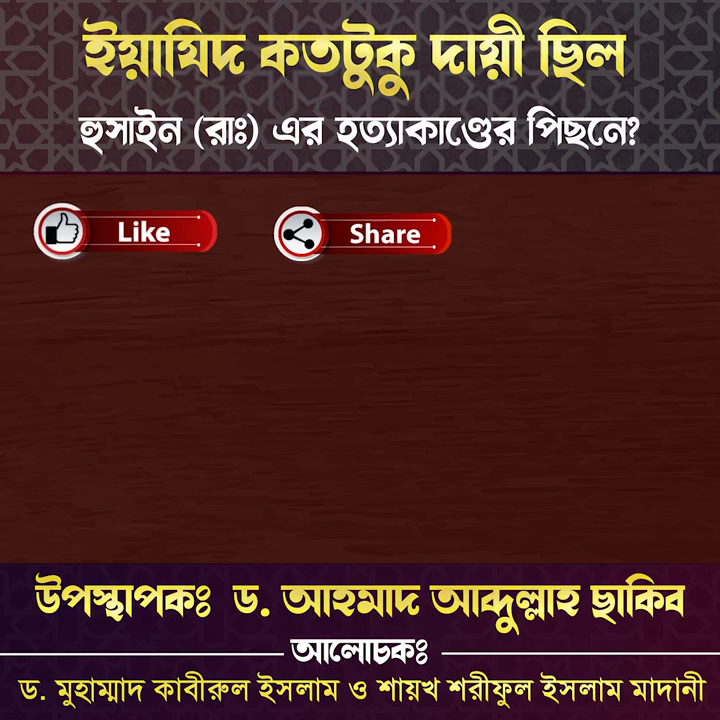 ইয়াযিদ কতটুকু দায়ী ছিল
হুসাইন (রাঃ) এর হত্যাকাণ্ডের পিছনে?
Like
Share
উপস্থাপকঃ ড. আহমাদ আব্দুল্লাহ ছাকিব
আলোচকঃ
ড. মুহাম্মাদ কাবীরুল ইসলাম ও শায়খ শরীফুল ইসলাম মাদানী